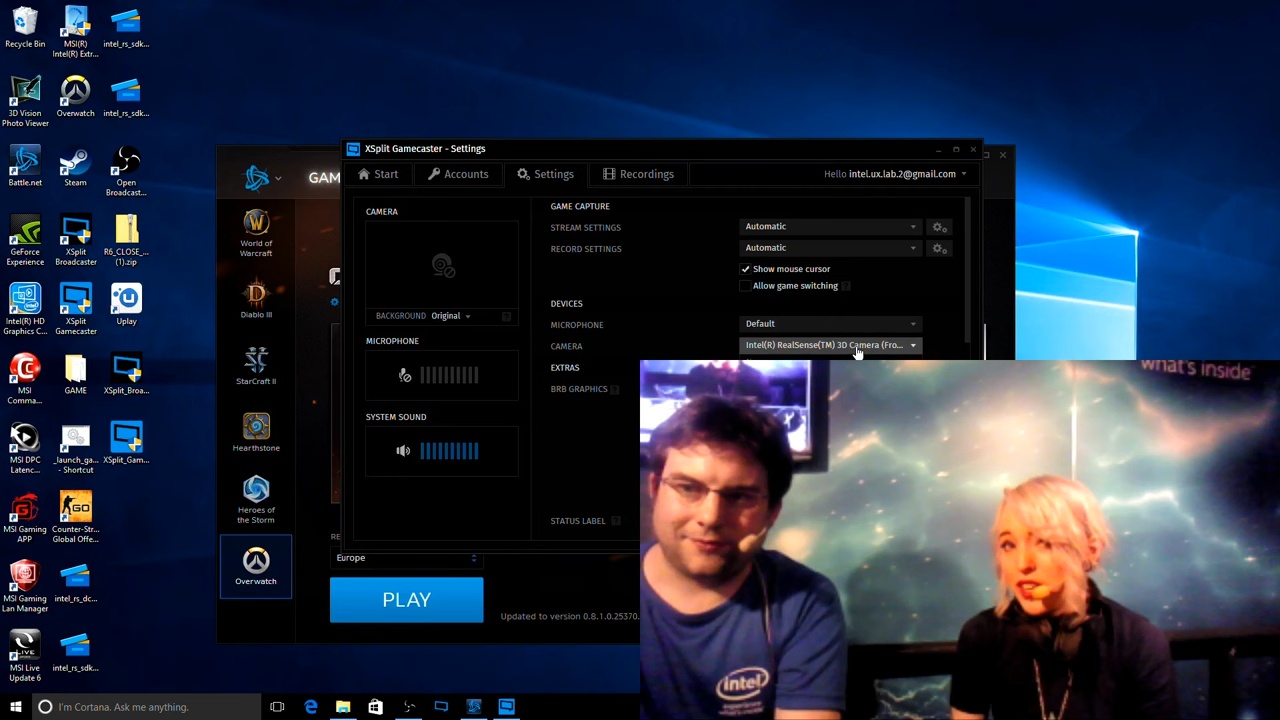 Recycle Bin
MSI(R)
Intel(R) Extr...
intel_rs_sdk...
3D Vision
Photo Viewer
Overwatch
intel_rs_sdk...
Battle.net
Steam
Open
Broadcast...
GeForce
Experience
XSplit
Broadcaster
R6_CLOSE_...
(1).zip
Intel(R) HD
Graphics C...
XSplit
Gamecaster
Uplay
MSI
Comma...
GAME
XSplit_Broa...
MSI DPC
Latenc...
_launch_ga...
- Shortcut
XSplit_Gam...
MSI Gaming
APP
Counter-Str...
Global Offe...
MSI Gaming
Lan Manager
intel_rs_dc...
MSI Live
Update 6
intel_rs_sdk...
GAM
World of
Warcraft
Diablo III
StarCraft II
Hearthstone
Heroes of
the Storm
Overwatch
XSplit Gamecaster - Settings
Start
Accounts
Settings
Recordings
Hello intel.ux.lab.2@gmail.com
CAMERA
BACKGROUND Original
?
MICROPHONE
SYSTEM SOUND
GAME CAPTURE
STREAM SETTINGS
Automatic
RECORD SETTINGS
Automatic
Show mouse cursor
Allow game switching ?
DEVICES
MICROPHONE
Default
CAMERA
Intel(R) RealSense(TM) 3D Camera (Fro...
EXTRAS
BRB GRAPHICS ?
STATUS LABEL ?
RE
Europe
PLAY
Updated to version 0.8.1.0.25370.
what's inside
intel
experience
what's
I'm Cortana. Ask me anything.